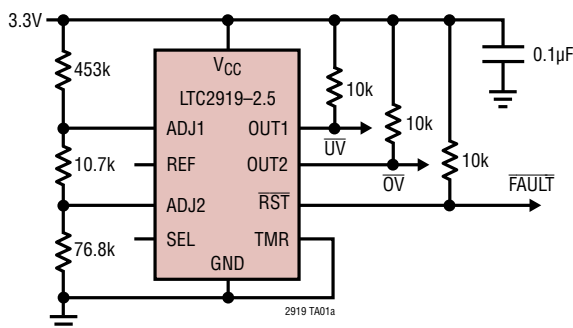 3.3V
453k
10.7k
76.8k
VCC
LTC2919–2.5
ADJ1
REF
ADJ2
SEL
OUT1
OUT2
RST
TMR
GND
10k
10k
10k
UV
OV
FAULT
0.1µF
2919 TA01a